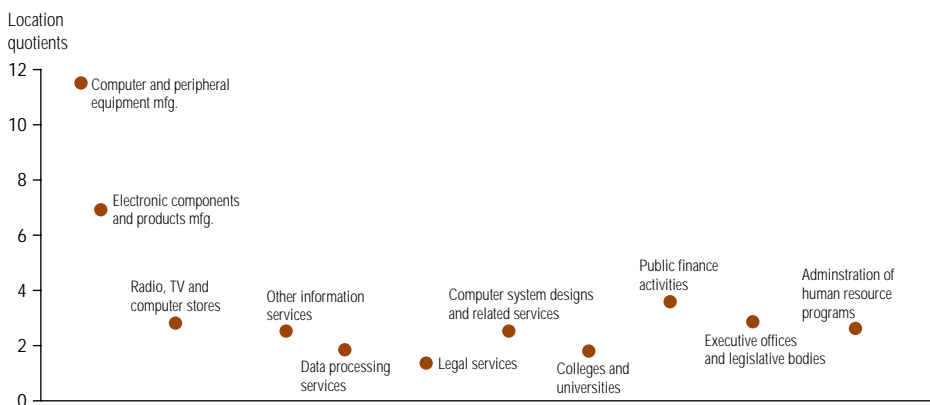 Location
quotients
12
10
8
6
4
2
0
Computer and peripheral
equipment mfg.
Electronic components
and products mfg.
Radio, TV and
computer stores
Other information
services
Data processing
services
Legal services
Computer system designs
and related services
Colleges and
universities
Public finance
activities
Executive offices
and legislative bodies
Adminstration of
human resource
programs